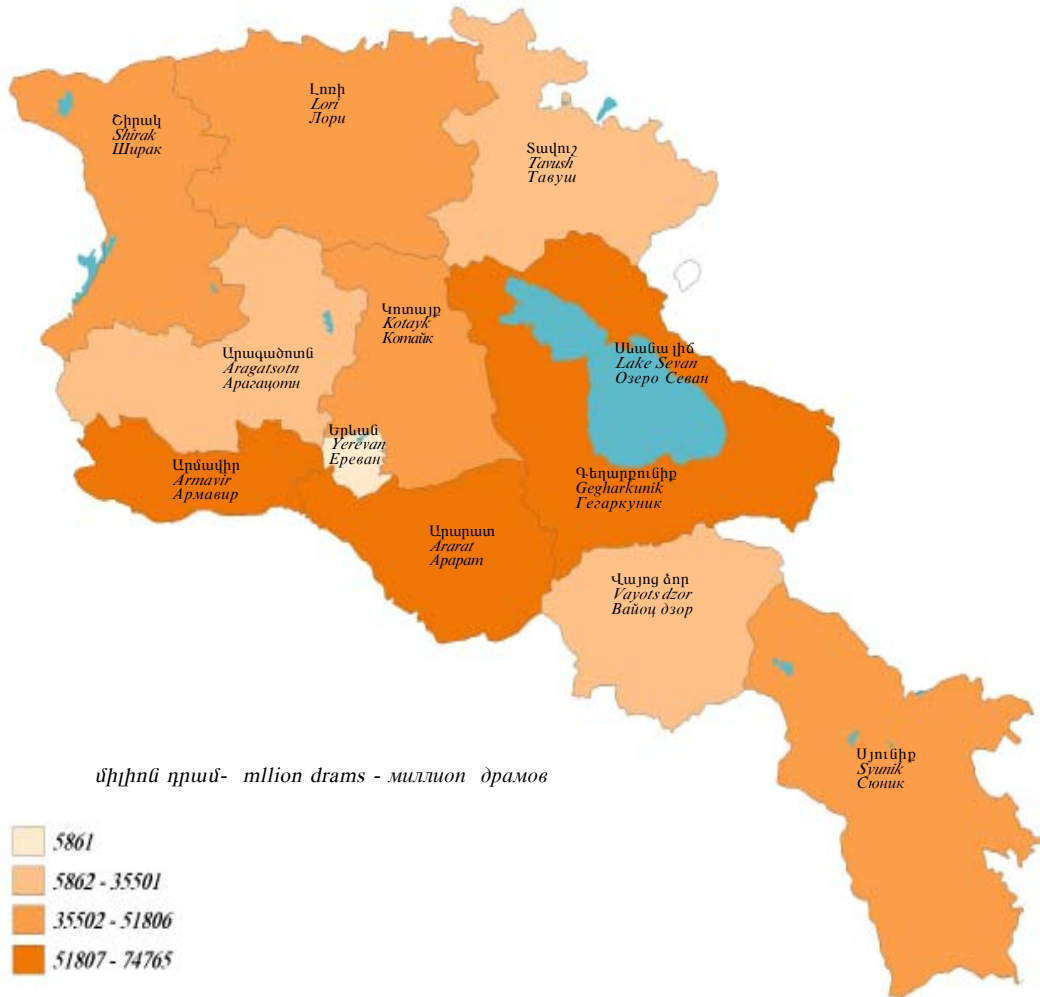 Լոռի
Lori
Лори
Շիրակ
Shirak
Ширак
Տավուշ
Tavush
Тавуш
Կոտայք
Kotayk
Котайк
Արագածոտն
Aragatsotn
Арагацотн
Սևանա լիճ
Lake Sevan
Озеро Севан
Երևան
Yerevan
Ереван
Արմավիր
Armavir
Армавир
Գեղարքունիք
Gegharkunik
Гегаркуник
Արարատ
Ararat
Арарат
Վայոց ձոր
Vayots dzor
Вайоц дзор
Սյունիք
Syunik
Сюник
միլիոն դրամ- mllion drams - миллиоп драмов
5861
5862 - 35501
35502 - 51806
51807 - 74765